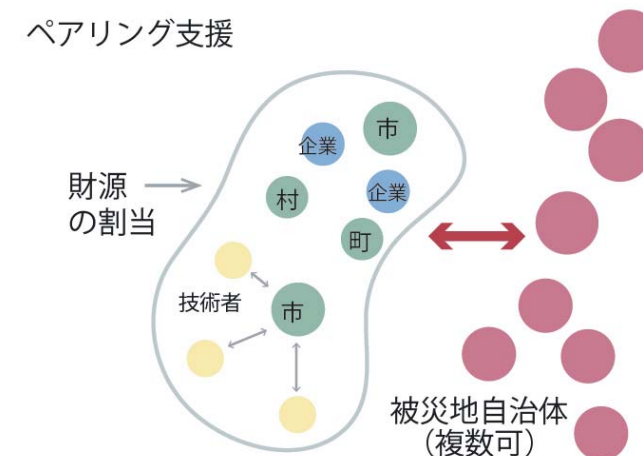 ペアリング支援
市
企業
企業
村
町
財源
の割当
技術者
市
被災地自治体
（複数可）